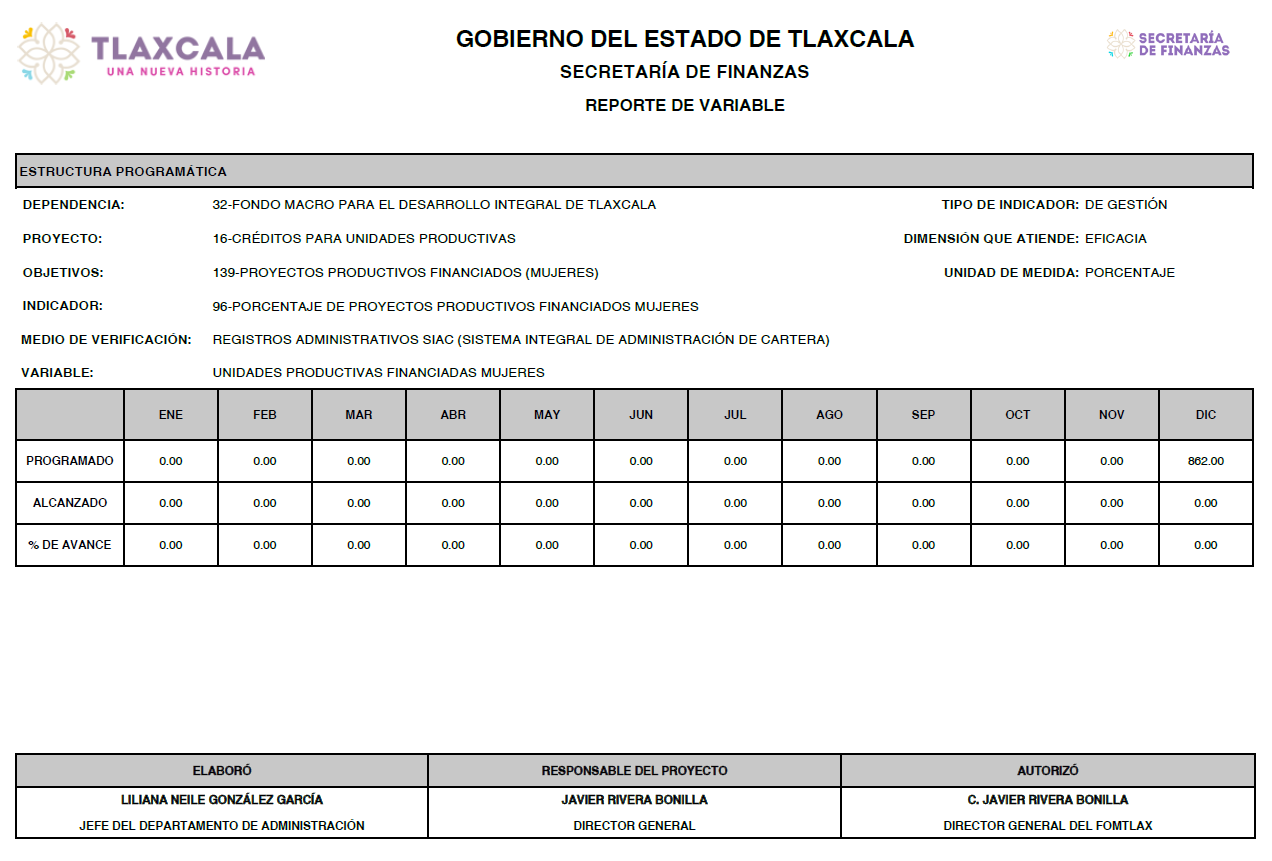 TLAXCALA
UNA NUEVA HISTORIA
GOBIERNO DEL ESTADO DE TLAXCALA
SECRETARÍA DE FINANZAS
REPORTE DE VARIABLE
SECRETARÍA
DE FINANZAS
ESTRUCTURA PROGRAMÁTICA
DEPENDENCIA: 32-FONDO MACRO PARA EL DESARROLLO INTEGRAL DE TLAXCALA TIPO DE INDICADOR: DE GESTIÓN
PROYECTO: 16-CRÉDITOS PARA UNIDADES PRODUCTIVAS DIMENSIÓN QUE ATIENDE: EFICACIA
OBJETIVOS: 139-PROYECTOS PRODUCTIVOS FINANCIADOS (MUJERES) UNIDAD DE MEDIDA: PORCENTAJE
INDICADOR: 96-PORCENTAJE DE PROYECTOS PRODUCTIVOS FINANCIADOS MUJERES
MEDIO DE VERIFICACIÓN: REGISTROS ADMINISTRATIVOS SIAC (SISTEMA INTEGRAL DE ADMINISTRACIÓN DE CARTERA)
VARIABLE: UNIDADES PRODUCTIVAS FINANCIADAS MUJERES
ENE FEB MAR ABR MAY JUN JUL AGO SEP OCT NOV DIC
PROGRAMADO 0.00 0.00 0.00 0.00 0.00 0.00 0.00 0.00 0.00 0.00 0.00 862.00
ALCANZADO 0.00 0.00 0.00 0.00 0.00 0.00 0.00 0.00 0.00 0.00 0.00 0.00
% DE AVANCE 0.00 0.00 0.00 0.00 0.00 0.00 0.00 0.00 0.00 0.00 0.00 0.00
ELABORÓ RESPONSABLE DEL PROYECTO AUTORIZÓ
LILIANA NEILE GONZÁLEZ GARCÍA JAVIER RIVERA BONILLA C. JAVIER RIVERA BONILLA
JEFE DEL DEPARTAMENTO DE ADMINISTRACIÓN DIRECTOR GENERAL DIRECTOR GENERAL DEL FOMTLAX